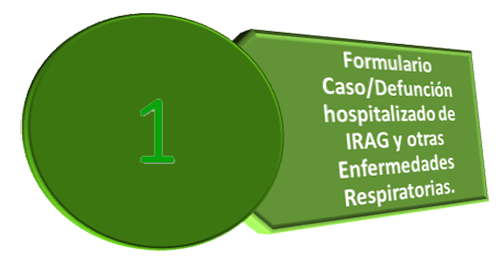 1
Formulario
Caso/Defunción
hospitalizado de
IRAG y otras
Enfermedades
Respiratorias.